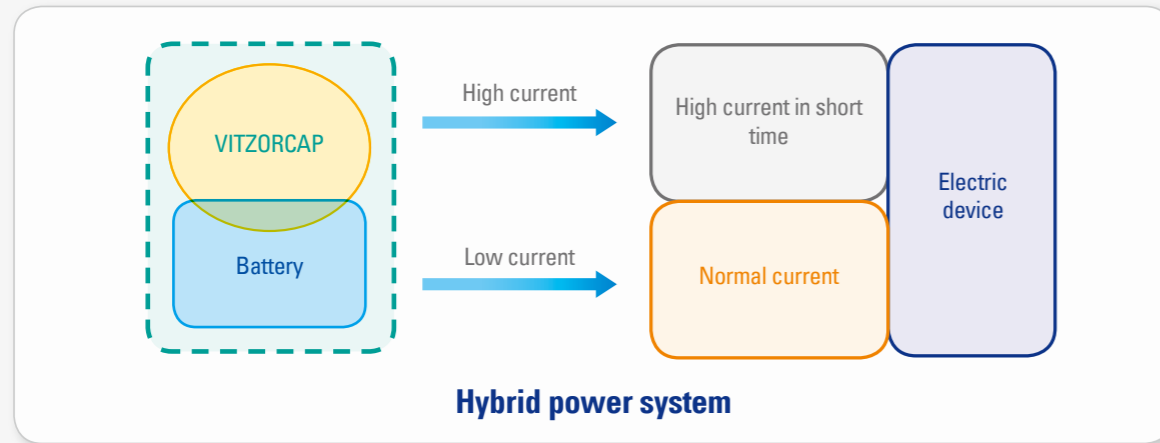 VITZORCAP
Battery
High current
Low current
High current in short
time
Normal current
Electric
device
Hybrid power system